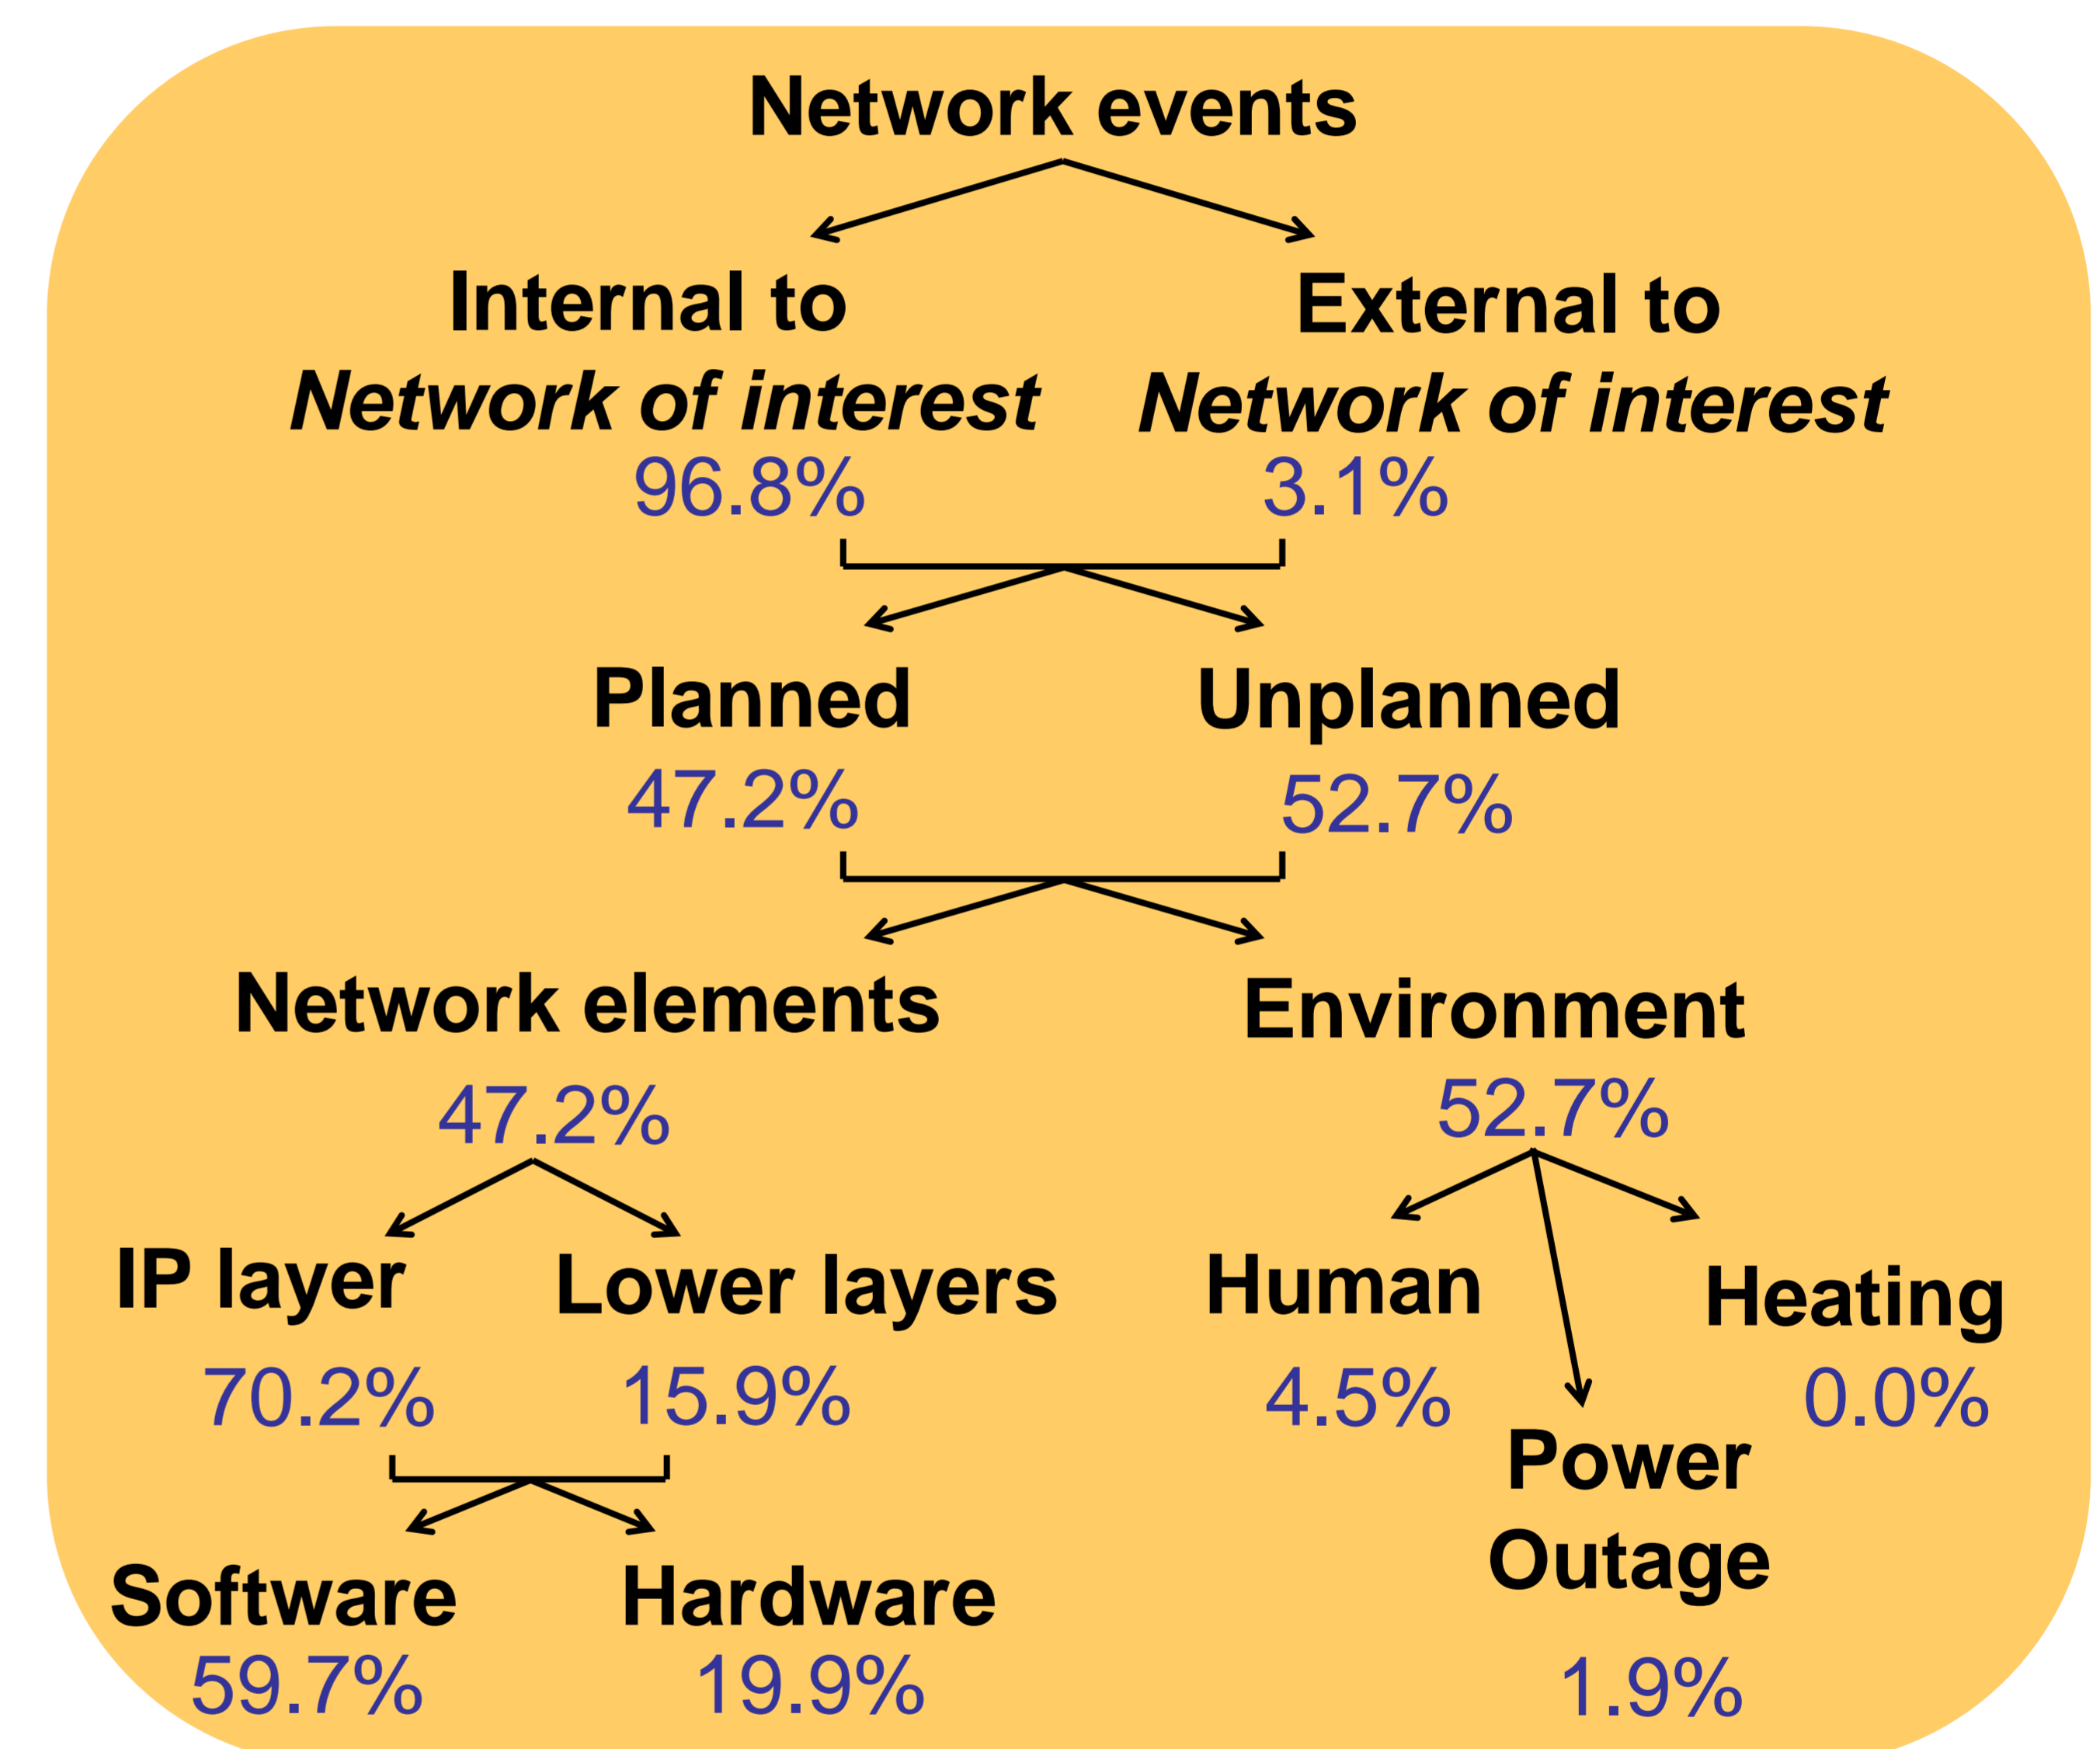 Network events
Internal to
Network of interest
96.8%
External to
Network of interest
3.1%
Planned
47.2%
Unplanned
52.7%
Network elements
47.2%
Environment
52.7%
IP layer
70.2%
Lower layers
15.9%
Human
4.5%
Heating
0.0%
Power
Outage
1.9%
Software
59.7%
Hardware
19.9%